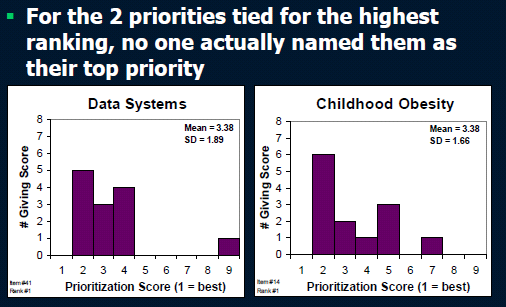 ▪ For the 2 priorities tied for the highest
ranking, no one actually named them as
their top priority
Data Systems
Mean = 3.38
SD = 1.89
# Giving Score
8
7
6
5
4
3
2
1
0
1 2 3 4 5 6 7 8 9
Prioritization Score (1 = best)
Item #41
Rank #1
Childhood Obesity
Mean = 3.38
SD = 1.66
# Giving Score
8
7
6
5
4
3
2
1
0
1 2 3 4 5 6 7 8 9
Prioritization Score (1 = best)
Item #14
Rank #1